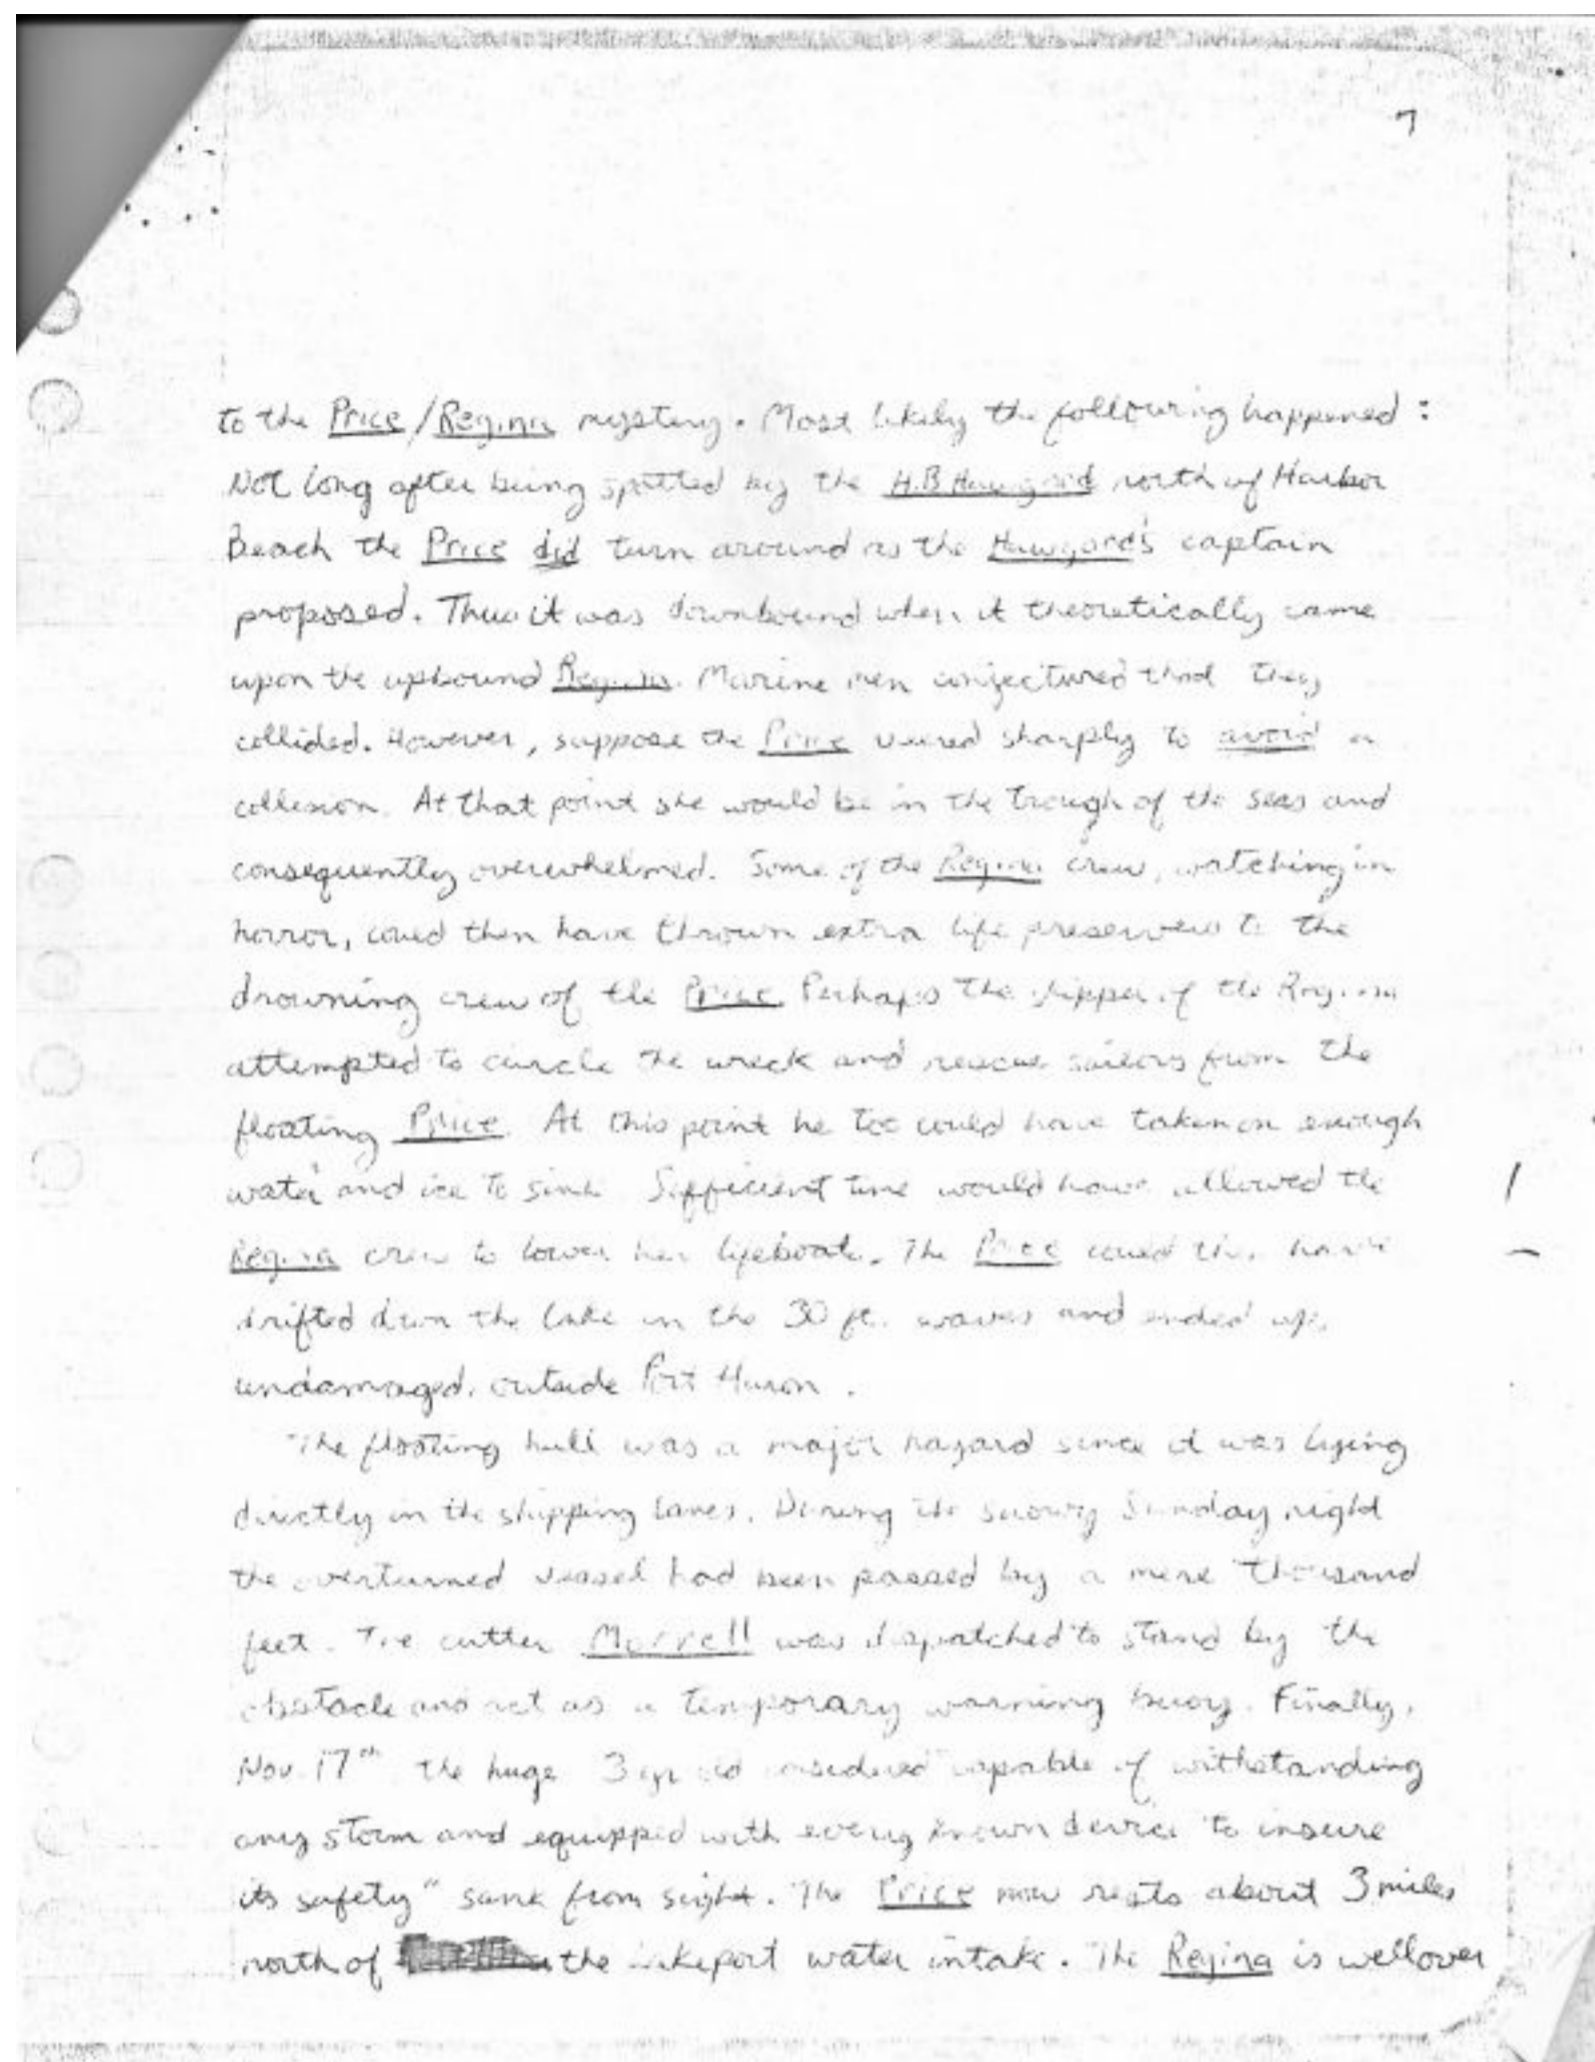 7
to the Price/Regina mystery. Most likely the following happened:
Not long after being spotted by the H.B Hawgood north of Harbor
Beach the Price did turn around as the Hawgood's captain
proposed. Thus it was downbound when it theoretically came
upon the upbound Regina. Marine men conjectured that they
collided. However, suppose the Price veered sharply to avoid a
collision. At that point she would be in the trough of the seas and
consequently overwhelmed. Some of the Regina crew, watching in
horror, could then have thrown extra life preservers to the
drowning crew of the Price. Perhaps the skipper of the Regina
attempted to circle the wreck and rescue sailors from the
floating Price. At this point he too could have taken on enough
water and ice to sink. Sufficient time would have allowed the
Regina crew to lower her lifeboat. The Price could have
drifted down the lake in the 30 ft. waves and ended up,
undamaged, outside Port Huron.
The floating hull was a major hazard since it was lying
directly in the shipping lanes. During the snowy Sunday night
the overturned vessel had been passed by a mere thousand
feet. The cutter Morrell was dispatched to stand by the
obstacle and act as a temporary warning buoy. Finally,
Nov. 17th the huge 3 yr old considered capable of withstanding
any storm and equipped with every known device to insure
its safety" sank from sight. The Price now rests about 3 miles
north of the Lakeport water intake. The Regina is well over